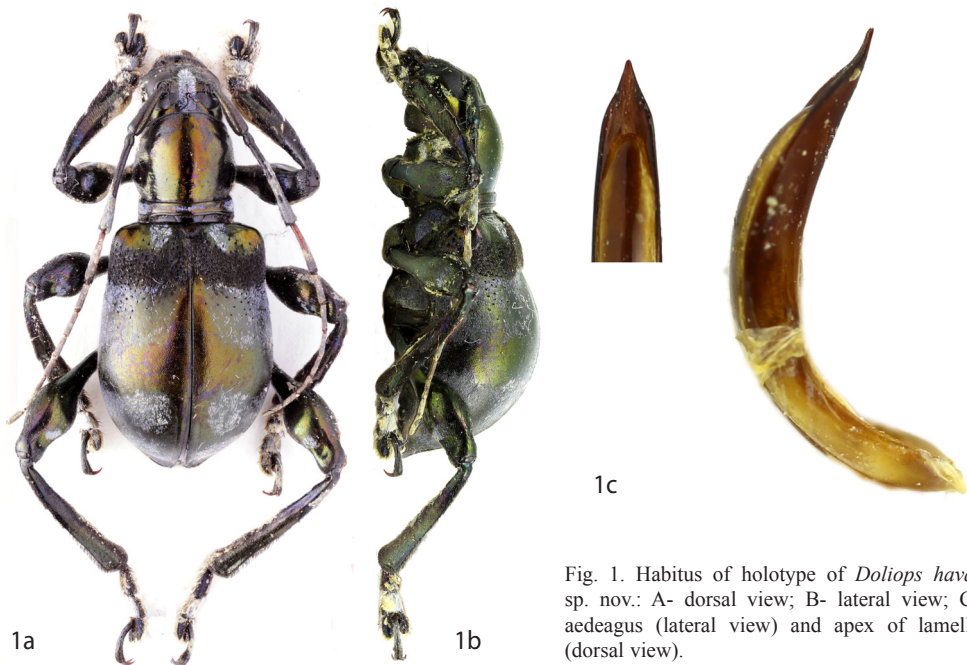 1a
1b
1c
Fig. 1. Habitus of holotype of Doliops
sp. nov.: A- dorsal view; B- lateral view;
aedeagus (lateral view) and apex of
(dorsal view).